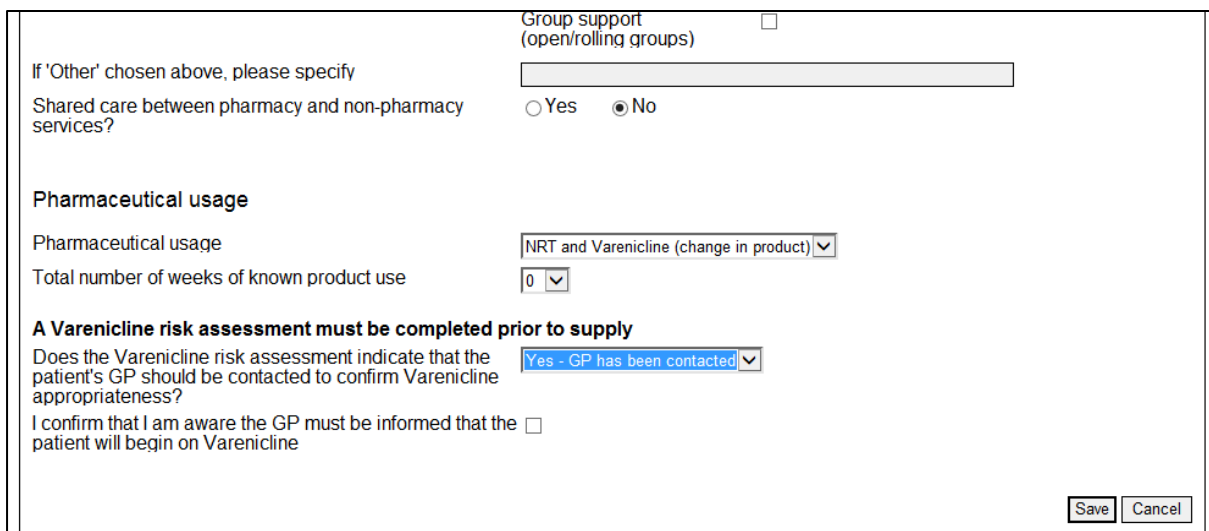 Group support
(open/rolling groups)
If 'Other' chosen above, please specify
Shared care between pharmacy and non-pharmacy
services?
Yes
No
Pharmaceutical usage
Pharmaceutical usage
NRT and Varenicline (change in product)
Total number of weeks of known product use
0
A Varenicline risk assessment must be completed prior to supply
Does the Varenicline risk assessment indicate that the
patient's GP should be contacted to confirm Varenicline
appropriateness?
Yes - GP has been contacted
I confirm that I am aware the GP must be informed that the
patient will begin on Varenicline
Save
Cancel